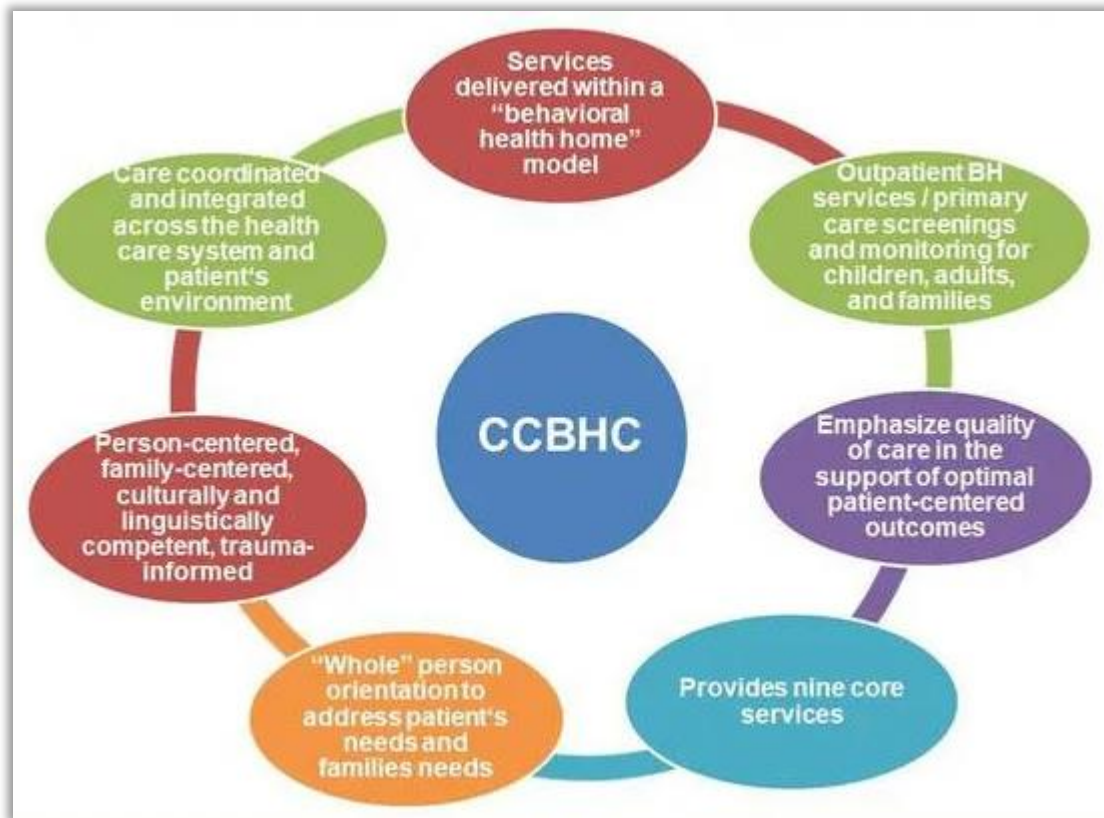 Services
delivered within a
“behavioral
health home”
model
Outpatient BH
services / primary
care screenings
and monitoring for
children, adults,
and families
Emphasize quality
of care in the
support of optimal
patient-centered
outcomes
Provides nine core
services
“Whole” person
orientation to
address patient‘s
needs and
families needs
Person-centered,
family-centered,
culturally and
linguistically
competent, trauma-
informed
Care coordinated
and integrated
across the health
care system and
patient‘s
environment
CCBHC